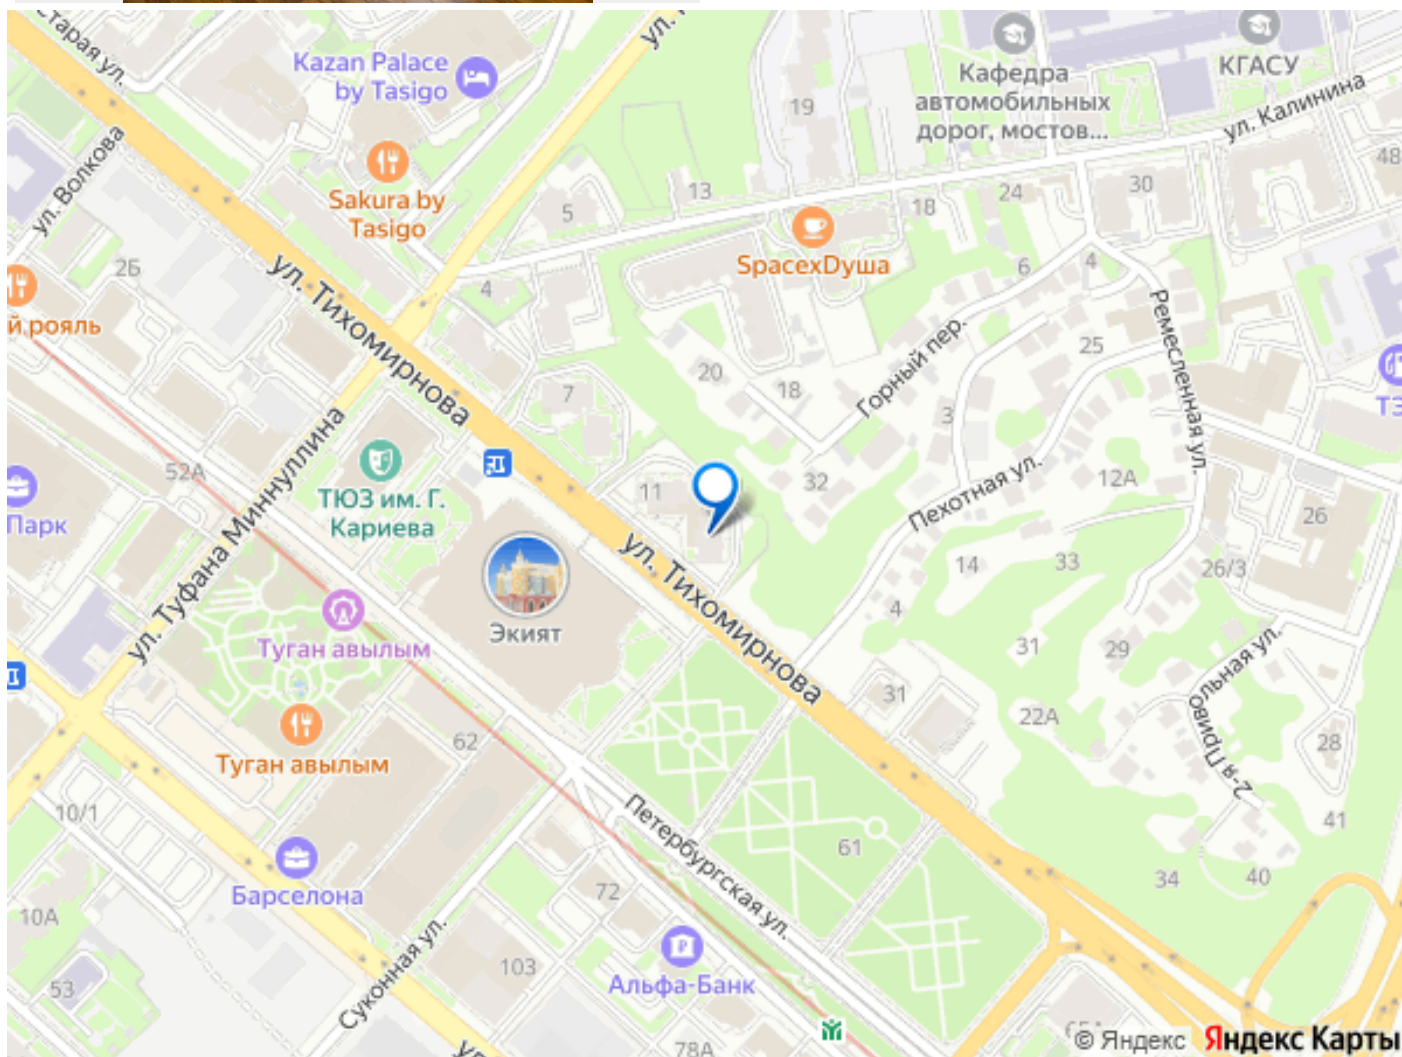 Старая ул.
Kazan Palace
by Tasigo
ул.
Кафедра
автомобильных
дорог, мостов...
КГАСУ
ул. Калинина
19
48
ул. Волкова
Sakura by
Tasigo
13
5
24
30
18
SpacexDуша
2Б
ул. Тихомирнова
4
6
4
й рояль
Горный пер.
Ремесленная ул.
25
20
18
7
3
ТЭ
52А
ТЮЗ им. Г.
Кариева
11
32
Пехотная ул.
12А
26
Парк
ул. Туфана Миннуллина
ул. Тихомирнова
14
33
26/3
Экият
4
Туган авылым
31
29
2-я Привольная ул.
31
22А
28
62
Туган авылым
10/1
Петербургская ул.
61
41
Барселона
72
34
40
10А
Суконная ул.
103
Альфа-Банк
53
78А
65А
© Яндекс Яндекс Карты